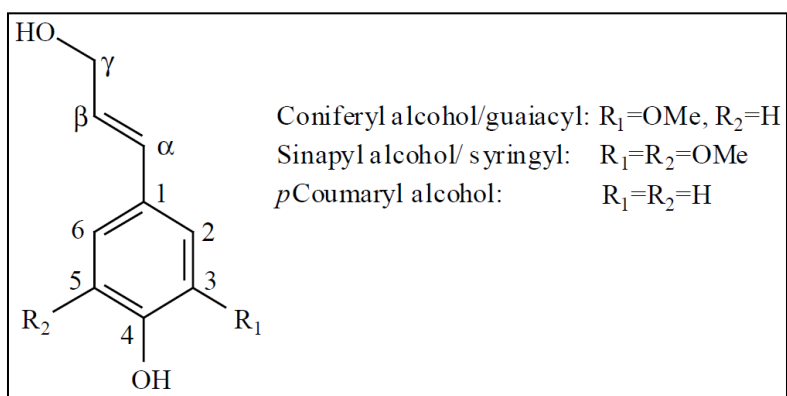 HO
γ
β
α
Coniferyl alcohol/guaiacyl: R₁=OMe, R₂=H
Sinapyl alcohol/ syringyl: R₁=R₂=OMe
pCoumaryl alcohol: R₁=R₂=H
1
6
2
5
3
R₂
4
R₁
OH